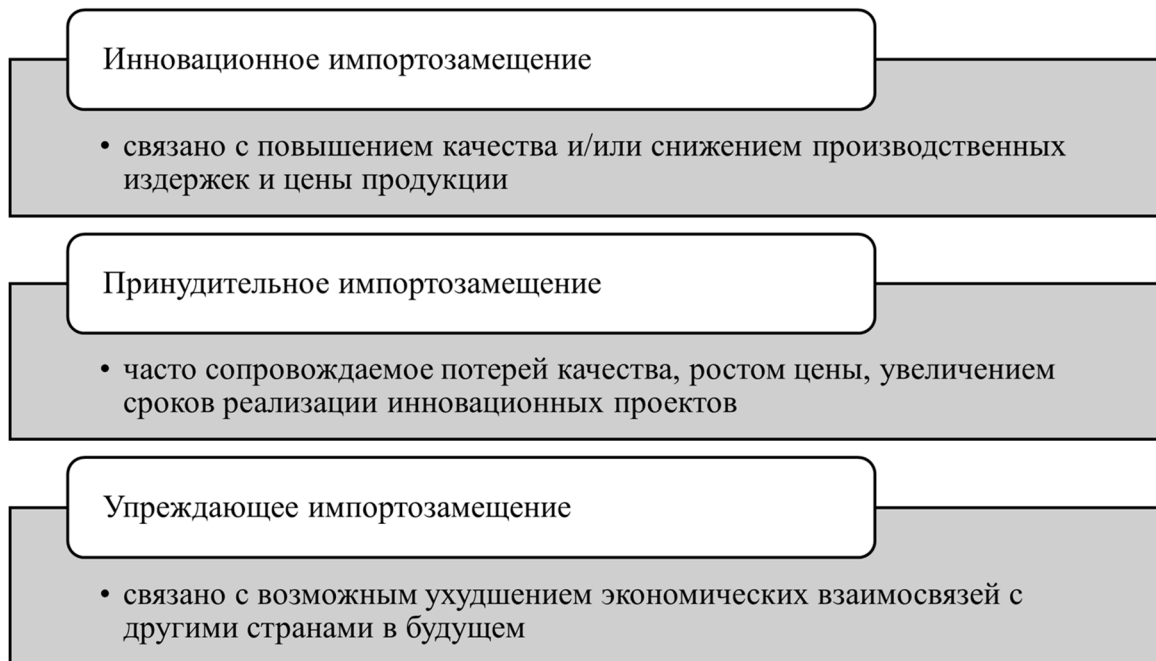 Инновационное импортозамещение
• связано с повышением качества и/или снижением производственных
издержек и цены продукции
Принудительное импортозамещение
• часто сопровождаемое потерей качества, ростом цены, увеличением
сроков реализации инновационных проектов
Упреждающее импортозамещение
• связано с возможным ухудшением экономических взаимосвязей с
другими странами в будущем